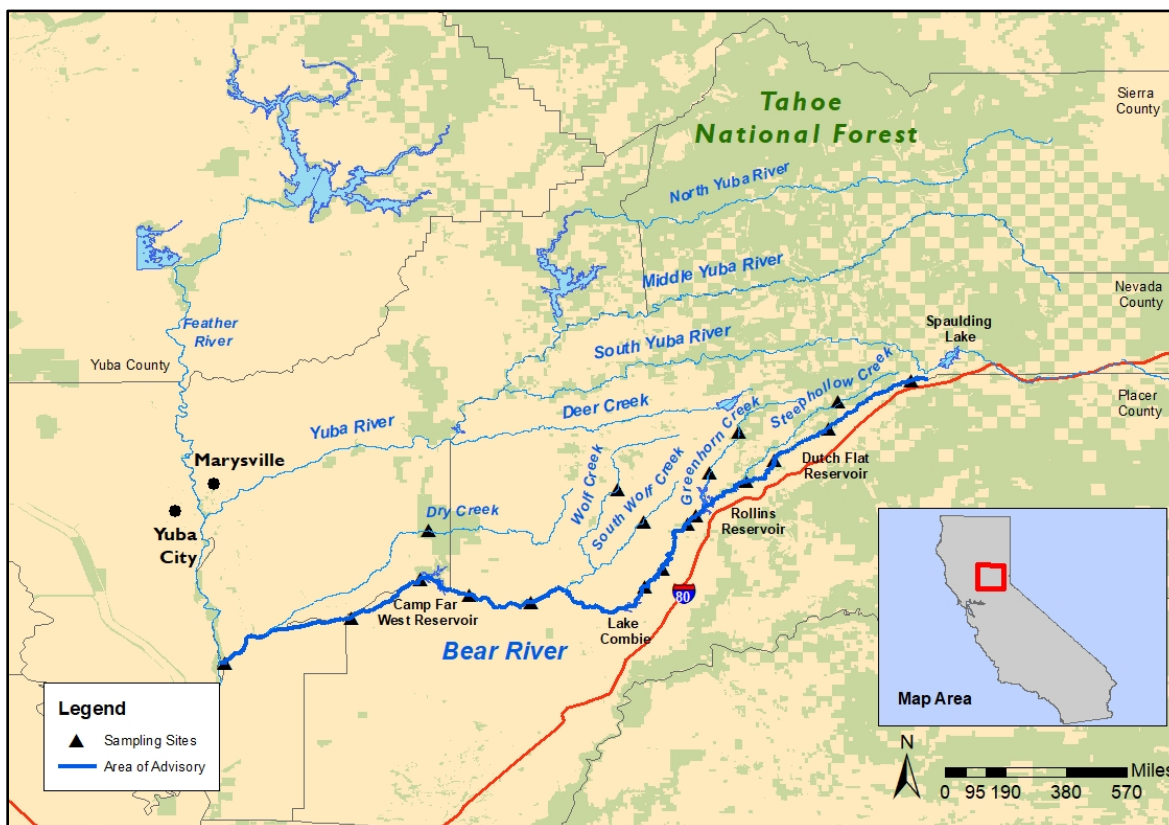 Tahoe
National Forest
Sierra
County
North Yuba River
Middle Yuba River
Nevada
County
Feather
River
South Yuba River
Spaulding
Lake
Yuba County
Placer
County
Steephollow Creek
Deer Creek
Greenhorn Creek
Yuba River
Marysville
Dutch Flat
Reservoir
Wolf Creek
South Wolf Creek
Yuba
City
Dry Creek
Rollins
Reservoir
80
Camp Far
West Reservoir
Lake
Combie
Bear River
Legend
Sampling Sites
Area of Advisory
Map Area
N
Miles
0 95 190 380 570